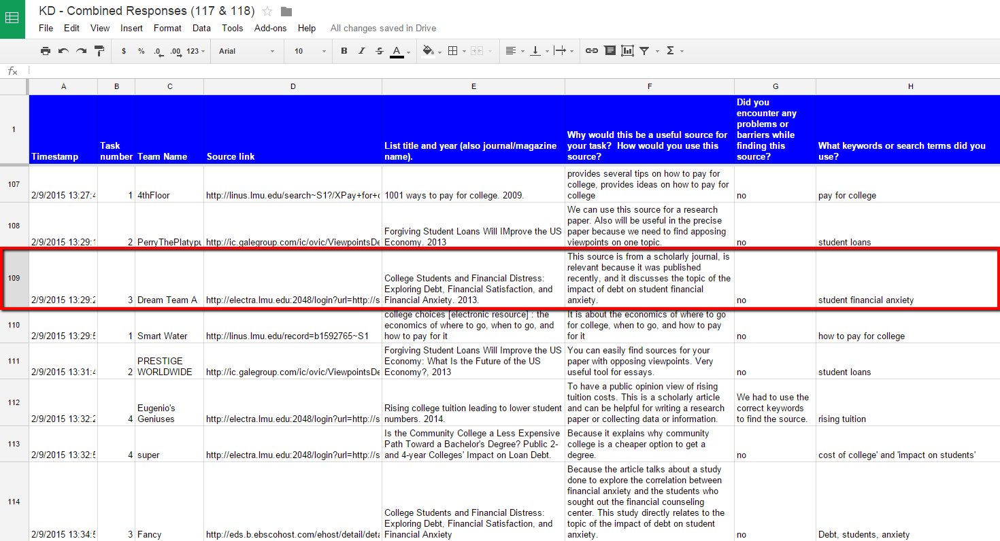 KD - Combined Responses (117 & 118)
File Edit View Insert Format Data Tools Add-ons Help All changes saved in Drive
$ % .0 .00 123 Arial 10 B I S A Σ
fx
A B C D E F G H
1
Timestamp
Task
number
Team Name
Source link
List title and year (also journal/magazine
name).
Why would this be a useful source for
your task? How would you use this
source?
Did you
encounter any
problems or
barriers while
finding this
source?
What keywords or search terms did you
use?
107
2/9/2015 13:27:4
1
4thFloor
http://linus.lmu.edu/search~S1?/XPay+for+c
1001 ways to pay for college. 2009.
provides several tips on how to pay for
college, provides ideas on how to pay for
college
no
pay for college
108
2/9/2015 13:29:1
2
PerryThePlatypu
http://ic.galegroup.com/ic/ovic/ViewpointsDe
Forgiving Student Loans Will IMprove the US
Economy. 2013
We can use this source for a research
paper. Also will be useful in the precise
paper because we need to find apposing
viewpoints on one topic.
no
student loans
109
2/9/2015 13:29:2
3
Dream Team A
http://electra.lmu.edu:2048/login?url=http://s
College Students and Financial Distress:
Exploring Debt, Financial Satisfaction, and
Financial Anxiety. 2013.
This source is from a scholarly journal, is
relevant because it was published
recently, and it discusses the topic of the
impact of debt on student financial
anxiety.
no
student financial anxiety
110
2/9/2015 13:29:5
1
Smart Water
http://linus.lmu.edu/record=b1592765~S1
college choices [electronic resource] : the
economics of where to go, when to go, and
how to pay for it
It is about the economics of where to go
for college, when to go, and how to pay
for it
no
how to pay for college
111
2/9/2015 13:31:4
2
PRESTIGE
WORLDWIDE
http://ic.galegroup.com/ic/ovic/ViewpointsDe
Forgiving Student Loans Will Improve the US
Economy: What Is the Future of the US
Economy?, 2013
You can easily find sources for your
paper with opposing viewpoints. Very
useful tool for essays.
no
student loans
112
2/9/2015 13:32:2
4
Eugenio's
Geniuses
http://electra.lmu.edu:2048/login?url=http://s
Rising college tuition leading to lower student
numbers. 2014.
To have a public opinion view of rising
tuition costs. This is a scholarly article
and can be helpful for writing a research
paper or collecting data or information.
We had to use the
correct keywords
to find the source.
rising tuition
113
2/9/2015 13:32:5
4
super
http://electra.lmu.edu:2048/login?url=http://s
Is the Community College a Less Expensive
Path Toward a Bachelor's Degree? Public 2-
and 4-year Colleges' Impact on Loan Debt.
Because it explains why community
college is a cheaper option to get a
degree.
no
cost of college' and 'impact on students'
114
2/9/2015 13:34:5
3
Fancy
http://eds.b.ebscohost.com/ehost/detail/deta
College Students and Financial Distress:
Exploring Debt, Financial Satisfaction, and
Financial Anxiety
Because the article talks about a study
done to explore the correlation between
financial anxiety and the students who
sought out the financial counseling
center. This study directly relates to the
topic of the impact of debt on student
anxiety.
no
Debt, students, anxiety